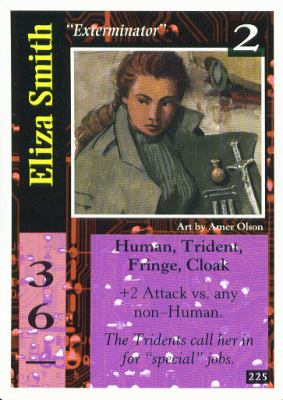 "Exterminator"
2
Eliza Smith
Art by Amer Olson
3
6
Human, Trident,
Fringe, Cloak
+2 Attack vs. any
non-Human.
The Tridents call her in
for "special" jobs.
225